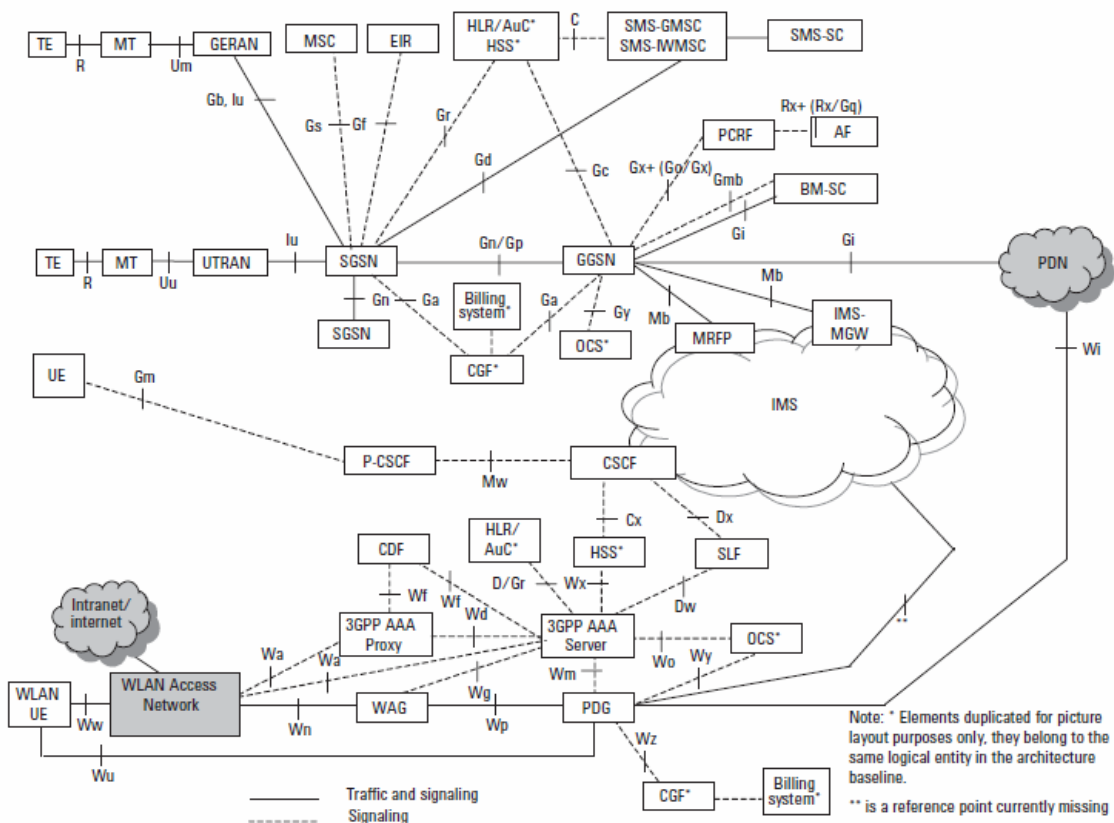 HLR/AuC*
HSS*
C
SMS-GMSC
SMS-IWMSC
SMS-SC
TE
R
MT
Um
GERAN
MSC
EIR
Gb, Iu
Gs
Gf
Gr
Gd
Gc
Rx+ (Rx/Gq)
PCRF
AF
Gx+ (Go/Gx)
Gmb
BM-SC
Gi
TE
R
MT
Uu
UTRAN
Iu
SGSN
Gn/Gp
GGSN
Gi
PDN
Gn
Ga
Billing
system*
Ga
Gy
Mb
Mb
SGSN
CGF*
OCS*
MRFP
IMS-
MGW
Wi
UE
Gm
IMS
P-CSCF
Mw
CSCF
Cx
Dx
CDF
HLR/
AuC*
HSS*
SLF
Wf
Wf
D/Gr
Wx
Dw
Intranet/
internet
3GPP AAA
Proxy
Wd
3GPP AAA
Server
OCS*
Wo
Wy
**
Wa
Wa
Wg
Wm
WLAN
UE
Ww
WLAN Access
Network
Wn
WAG
Wp
PDG
Wu
Wz
CGF*
Billing
system*
Note: * Elements duplicated for picture
layout purposes only, they belong to the
same logical entity in the architecture
baseline.
** is a reference point currently missing
Traffic and signaling
Signaling